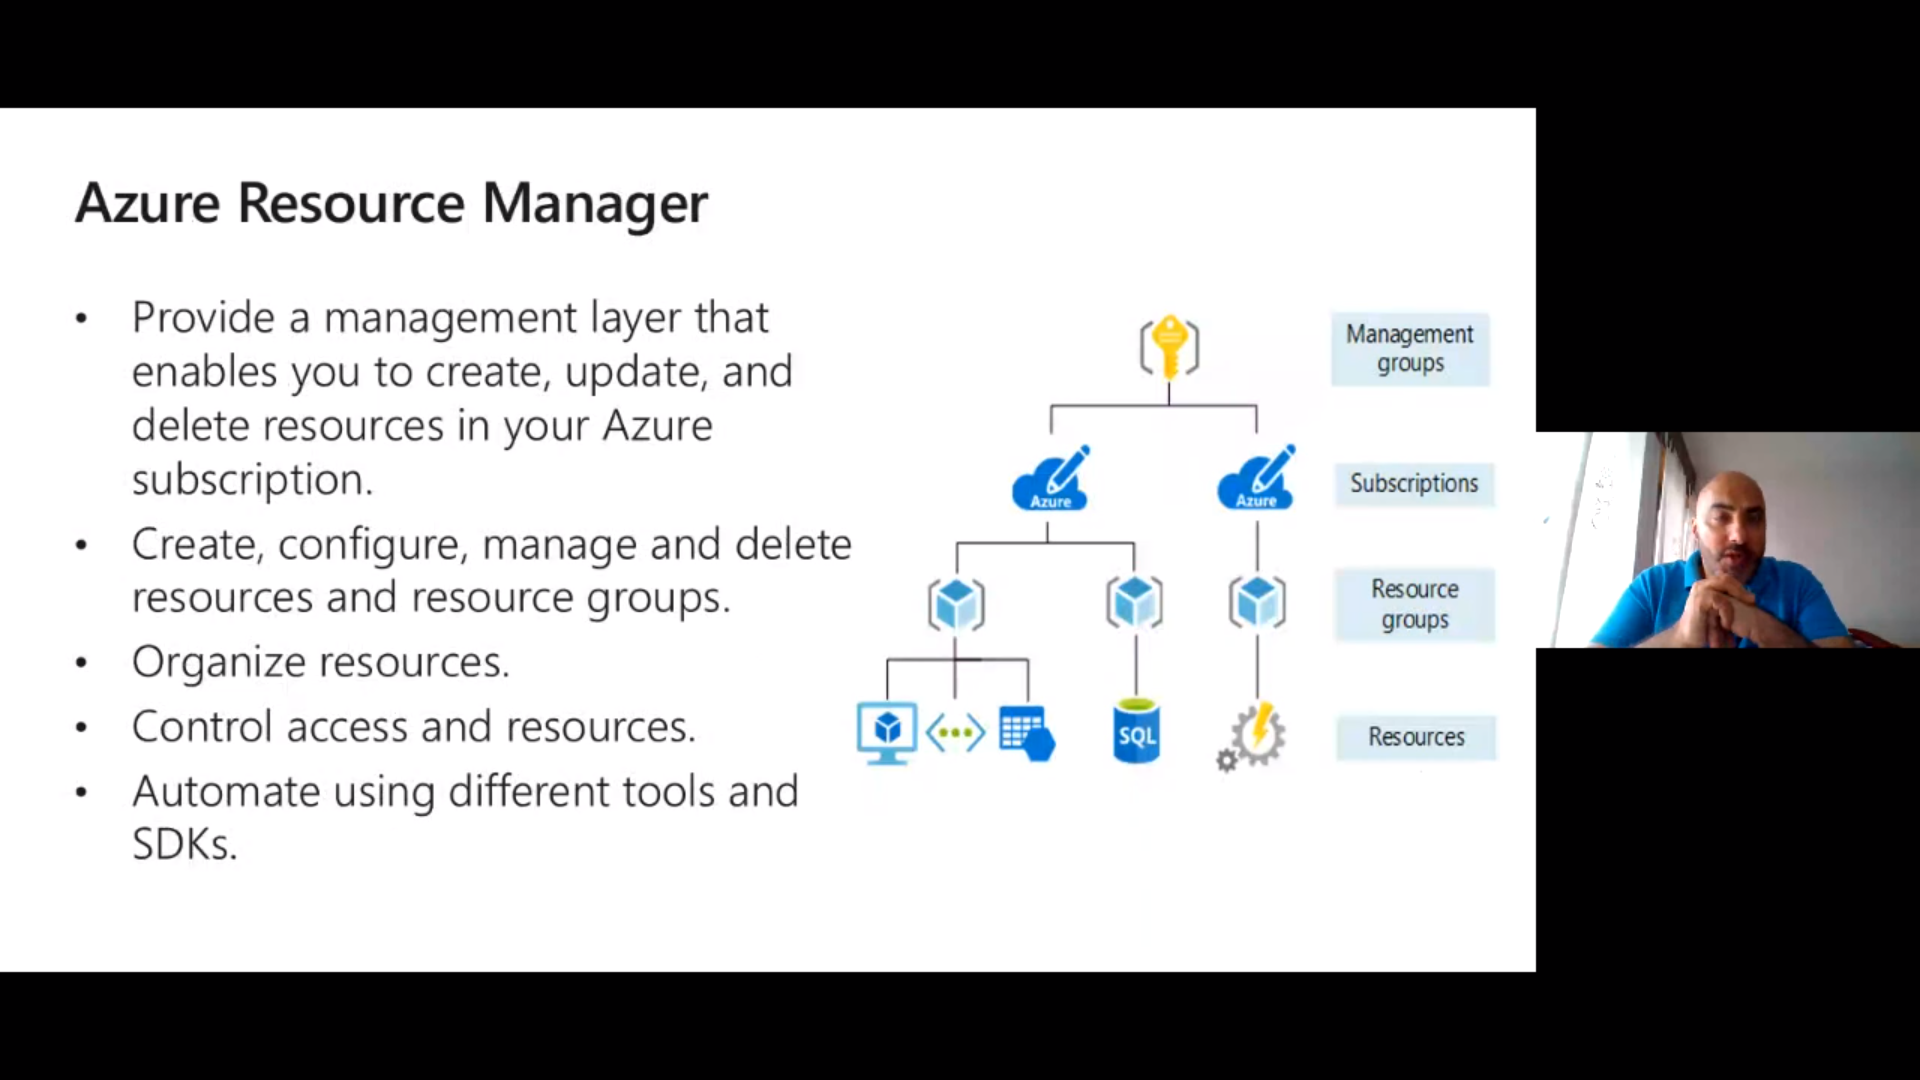 Azure Resource Manager
• Provide a management layer that
enables you to create, update, and
delete resources in your Azure
subscription.
• Create, configure, manage and delete
resources and resource groups.
• Organize resources.
• Control access and resources.
• Automate using different tools and
SDKs.
Management
groups
Azure
Azure
Subscriptions
Resource
groups
SQL
Resources